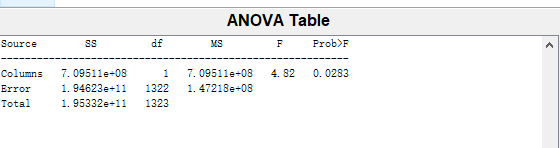 ANOVA Table
Source SS df MS F Prob>F
Columns 7.09511e+08 1 7.09511e+08 4.82 0.0283
Error 1.94623e+11 1322 1.47218e+08
Total 1.95332e+11 1323